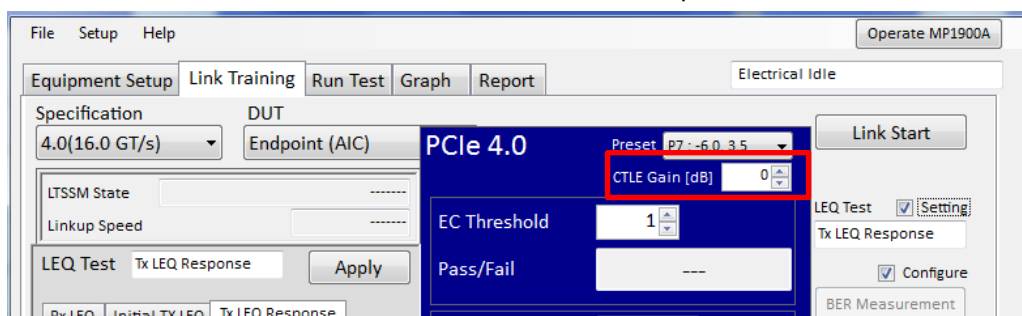 File Setup Help
Operate MP1900A
Equipment Setup Link Training Run Test Graph Report
Electrical Idle
Specification DUT
4.0(16.0 GT/s) Endpoint (AIC)
PCIe 4.0
Preset P7 : -6.0, 3.5
CTLE Gain [dB] 0
Link Start
LTSSM State -------
Linkup Speed -------
EC Threshold 1
LEQ Test Setting
Tx LEQ Response
LEQ Test Tx LEQ Response Apply
Pass/Fail ---
Configure
BER Measurement
Rx LEQ Initial TX LEQ Tx LEQ Response